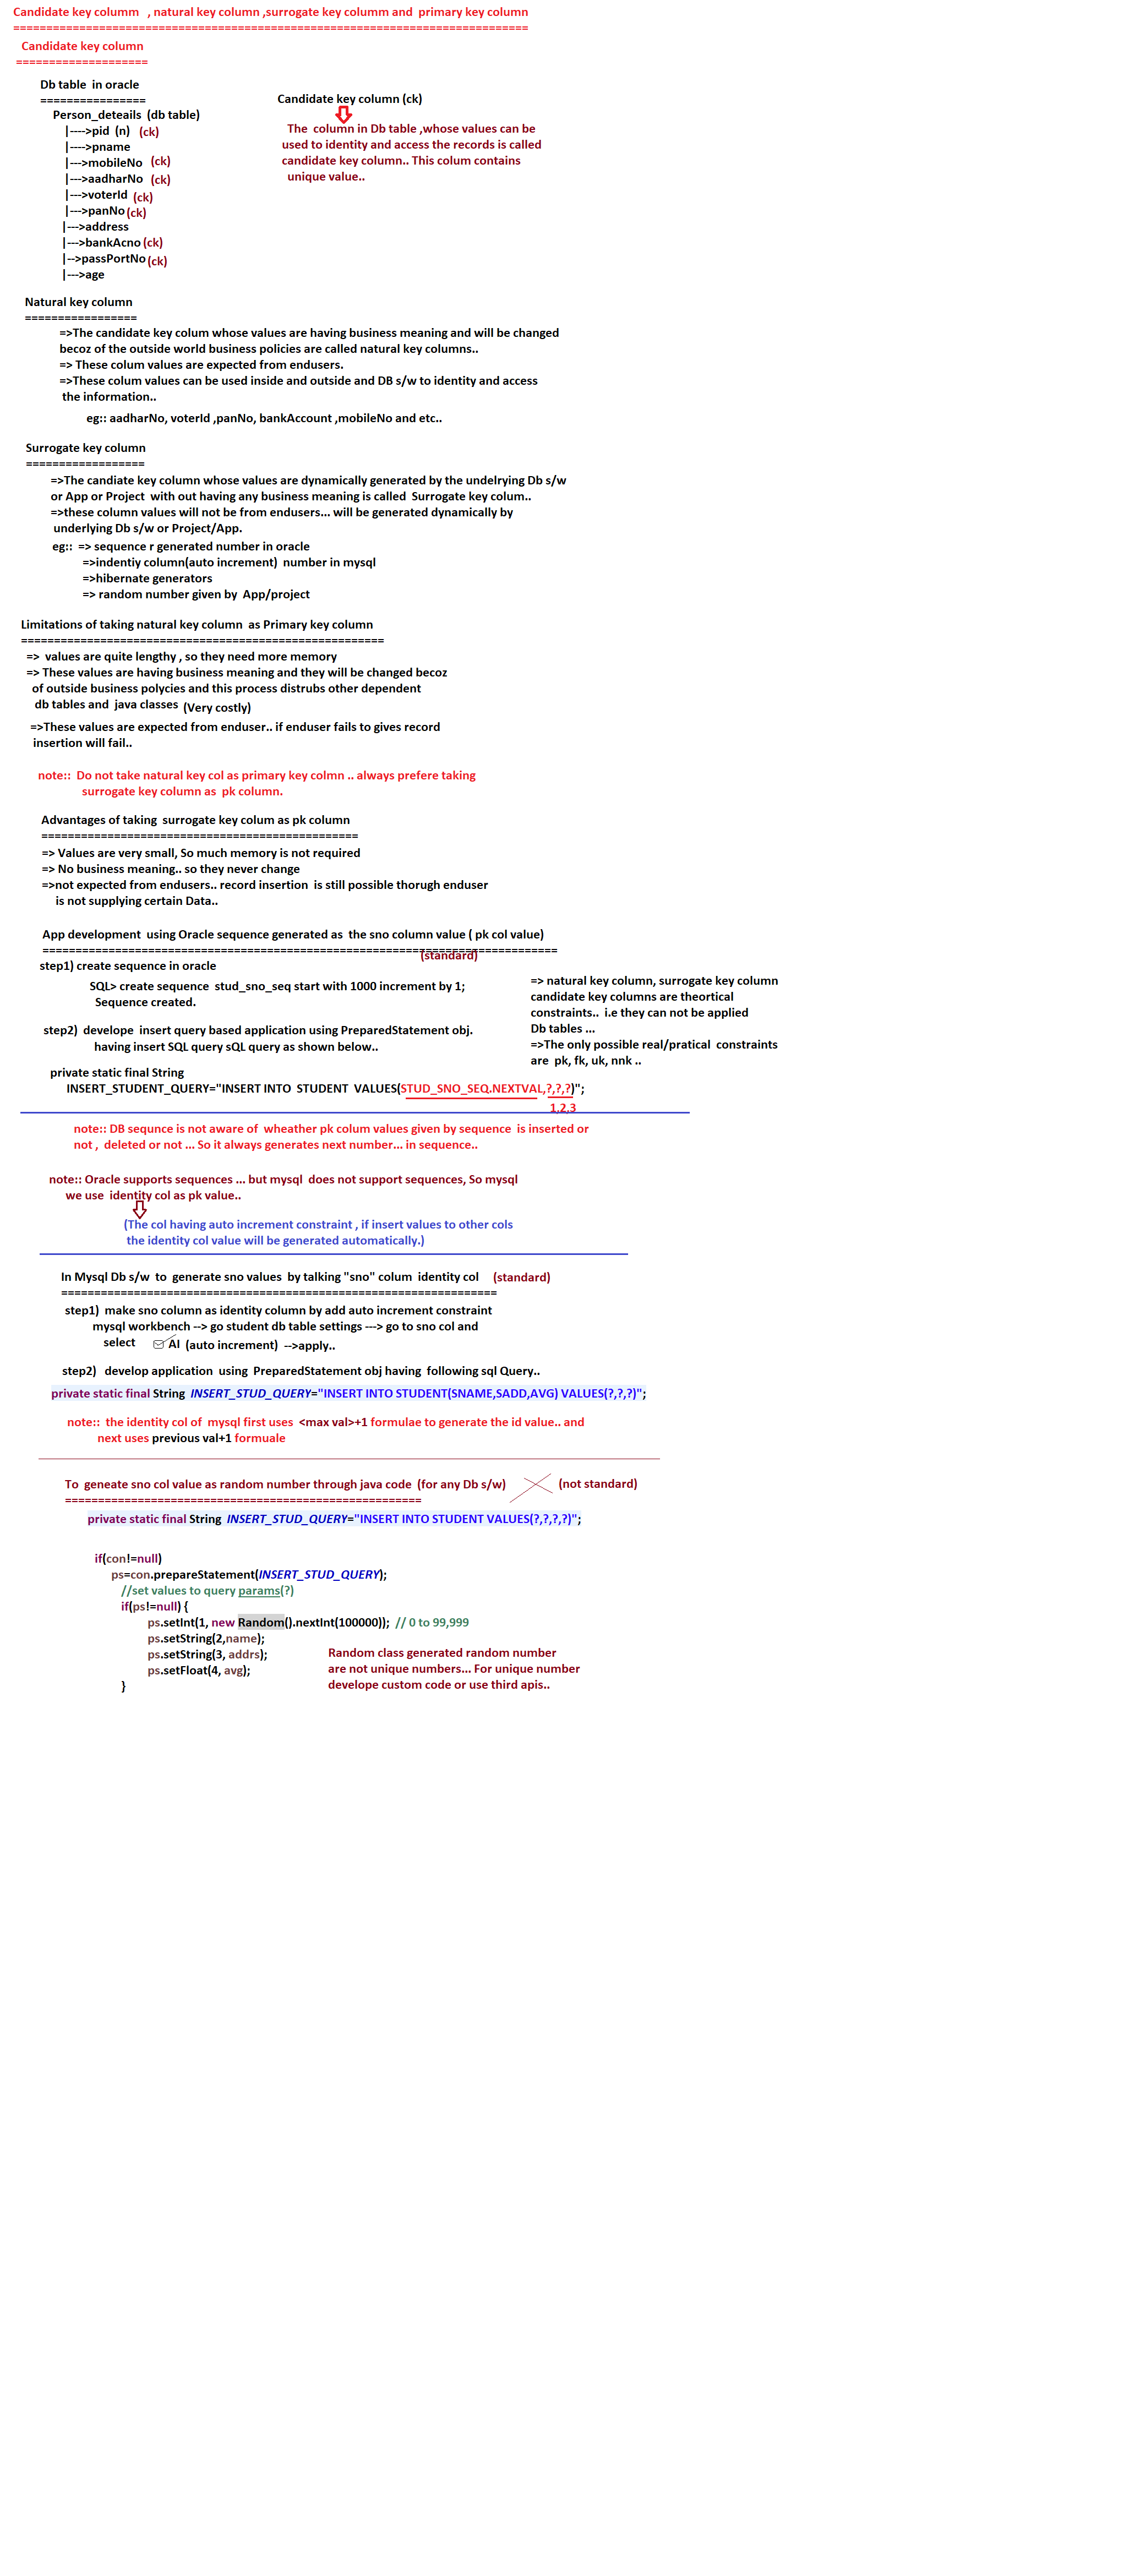 Candidate key columm , natural key column ,surrogate key columm and primary key column
==============================================================================
Candidate key column
====================
Db table in oracle
================
Person_deteails (db table)
|---->pid (n) (ck)
|---->pname
|--->mobileNo (ck)
|--->aadharNo (ck)
|--->voterId (ck)
|--->panNo (ck)
|--->address
|--->bankAcno (ck)
|-->passPortNo (ck)
|--->age
Candidate key column (ck)
The column in Db table ,whose values can be
used to identity and access the records is called
candidate key column.. This colum contains
unique value..
Natural key column
=================
=>The candidate key colum whose values are having business meaning and will be changed
becoz of the outside world business policies are called natural key columns..
=> These colum values are expected from endusers.
=>These colum values can be used inside and outside and DB s/w to identity and access
the information..
eg:: aadharNo, voterId ,panNo, bankAccount ,mobileNo and etc..
Surrogate key column
==================
=>The candiate key column whose values are dynamically generated by the undelrying Db s/w
or App or Project with out having any business meaning is called Surrogate key colum..
=>these column values will not be from endusers... will be generated dynamically by
underlying Db s/w or Project/App.
eg:: => sequence r generated number in oracle
=>indentiy column(auto increment) number in mysql
=>hibernate generators
=> random number given by App/project
Limitations of taking natural key column as Primary key column
=======================================================
=> values are quite lengthy , so they need more memory
=> These values are having business meaning and they will be changed becoz
of outside business polycies and this process distrubs other dependent
db tables and java classes (Very costly)
=>These values are expected from enduser.. if enduser fails to gives record
insertion will fail..
note:: Do not take natural key col as primary key colmn .. always prefere taking
surrogate key column as pk column.
Advantages of taking surrogate key colum as pk column
================================================
=> Values are very small, So much memory is not required
=> No business meaning.. so they never change
=>not expected from endusers.. record insertion is still possible thorugh enduser
is not supplying certain Data..
App development using Oracle sequence generated as the sno column value ( pk col value)
==============================================================================
(standard)
step1) create sequence in oracle
SQL> create sequence stud_sno_seq start with 1000 increment by 1;
Sequence created.
step2) develope insert query based application using PreparedStatement obj.
having insert SQL query sQL query as shown below..
=> natural key column, surrogate key column
candidate key columns are theortical
constraints.. i.e they can not be applied
Db tables ...
=>The only possible real/pratical constraints
are pk, fk, uk, nnk ..
private static final String
INSERT_STUDENT_QUERY="INSERT INTO STUDENT VALUES(STUD_SNO_SEQ.NEXTVAL,?,?,?)";
1,2,3
note:: DB sequnce is not aware of wheather pk colum values given by sequence is inserted or
not , deleted or not ... So it always generates next number... in sequence..
note:: Oracle supports sequences ... but mysql does not support sequences, So mysql
we use identity col as pk value..
(The col having auto increment constraint , if insert values to other cols
the identity col value will be generated automatically.)
In Mysql Db s/w to generate sno values by talking "sno" colum identity col (standard)
==================================================================
step1) make sno column as identity column by add auto increment constraint
mysql workbench --> go student db table settings ---> go to sno col and
select AI (auto increment) -->apply..
step2) develop application using PreparedStatement obj having following sql Query..
private static final String INSERT_STUD_QUERY="INSERT INTO STUDENT(SNAME,SADD,AVG) VALUES(?,?,?)";
note:: the identity col of mysql first uses <max val>+1 formulae to generate the id value.. and
next uses previous val+1 formuale
To geneate sno col value as random number through java code (for any Db s/w) (not standard)
======================================================
private static final String INSERT_STUD_QUERY="INSERT INTO STUDENT VALUES(?,?,?,?)";
if(con!=null)
ps=con.prepareStatement(INSERT_STUD_QUERY);
//set values to query params(?)
if(ps!=null) {
ps.setInt(1, new Random().nextInt(100000)); // 0 to 99,999
ps.setString(2,name);
ps.setString(3, addrs);
ps.setFloat(4, avg);
}
Random class generated random number
are not unique numbers... For unique number
develope custom code or use third apis..